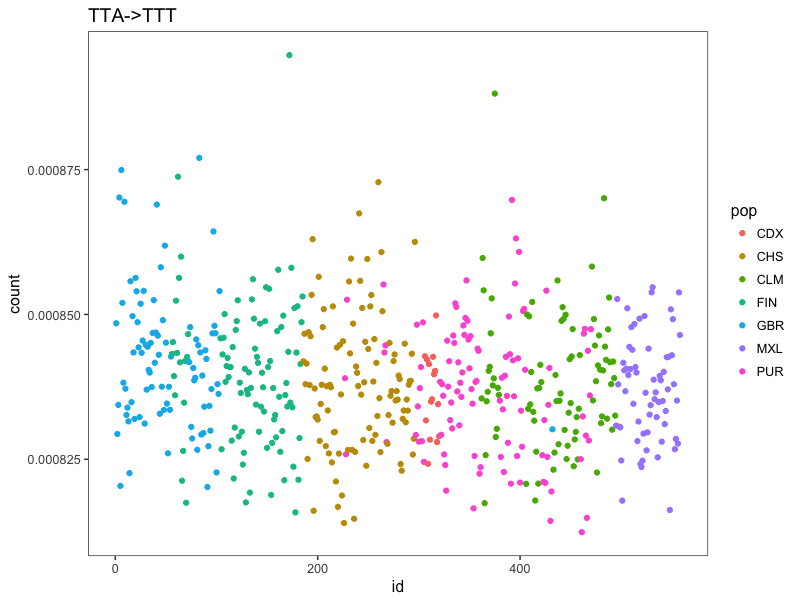 TTA->TTT
count
0.000875
0.000850
0.000825
0
200
400
id
pop
CDX
CHS
CLM
FIN
GBR
MXL
PUR